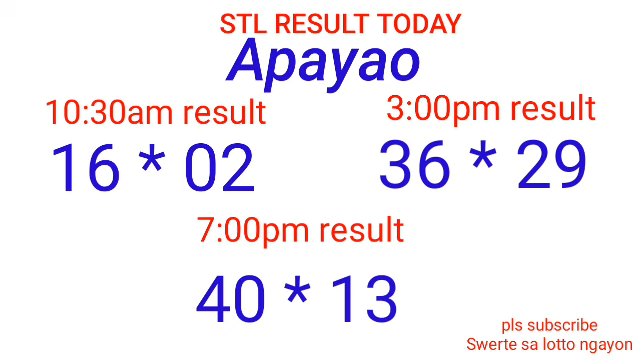 STL RESULT TODAY
Apayao
10:30am result
16 * 02
3:00pm result
36 * 29
7:00pm result
40 * 13
pls subscribe
Swerte sa lotto ngayon